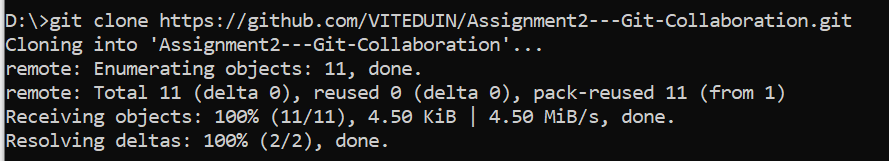 D:\>git clone https://github.com/VITEDUIN/Assignment2---Git-Collaboration.git
Cloning into 'Assignment2---Git-Collaboration'...
remote: Enumerating objects: 11, done.
remote: Total 11 (delta 0), reused 0 (delta 0), pack-reused 11 (from 1)
Receiving objects: 100% (11/11), 4.50 KiB | 4.50 MiB/s, done.
Resolving deltas: 100% (2/2), done.